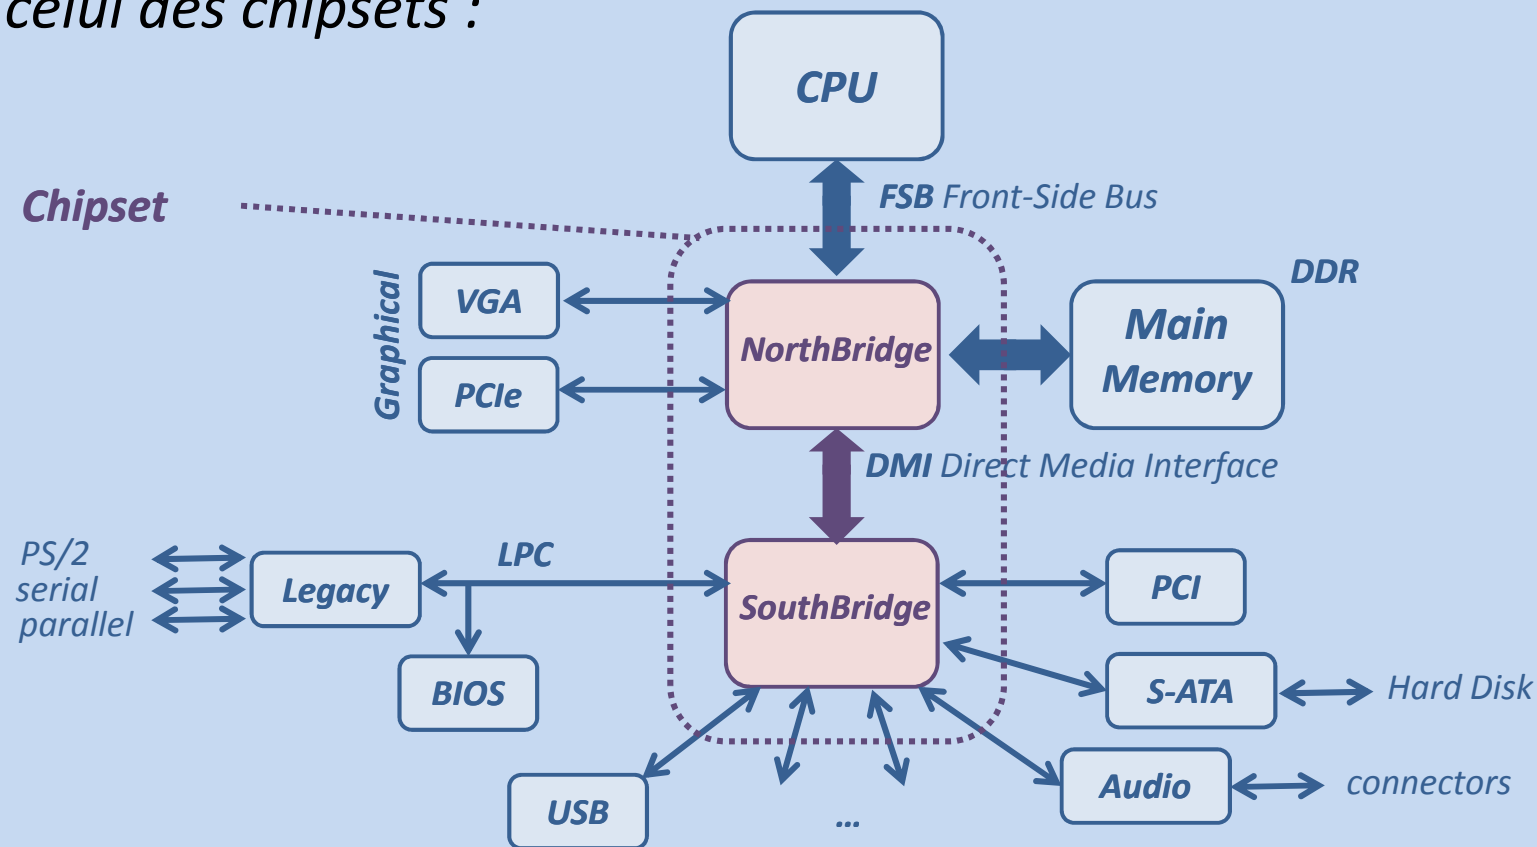 celui des chipsets :
CPU
FSB Front-Side Bus
Chipset
Graphical
VGA
PCIe
NorthBridge
DDR
Main
Memory
DMI Direct Media Interface
PS/2
serial
parallel
Legacy
LPC
BIOS
SouthBridge
PCI
S-ATA
Hard Disk
USB
...
Audio
connectors